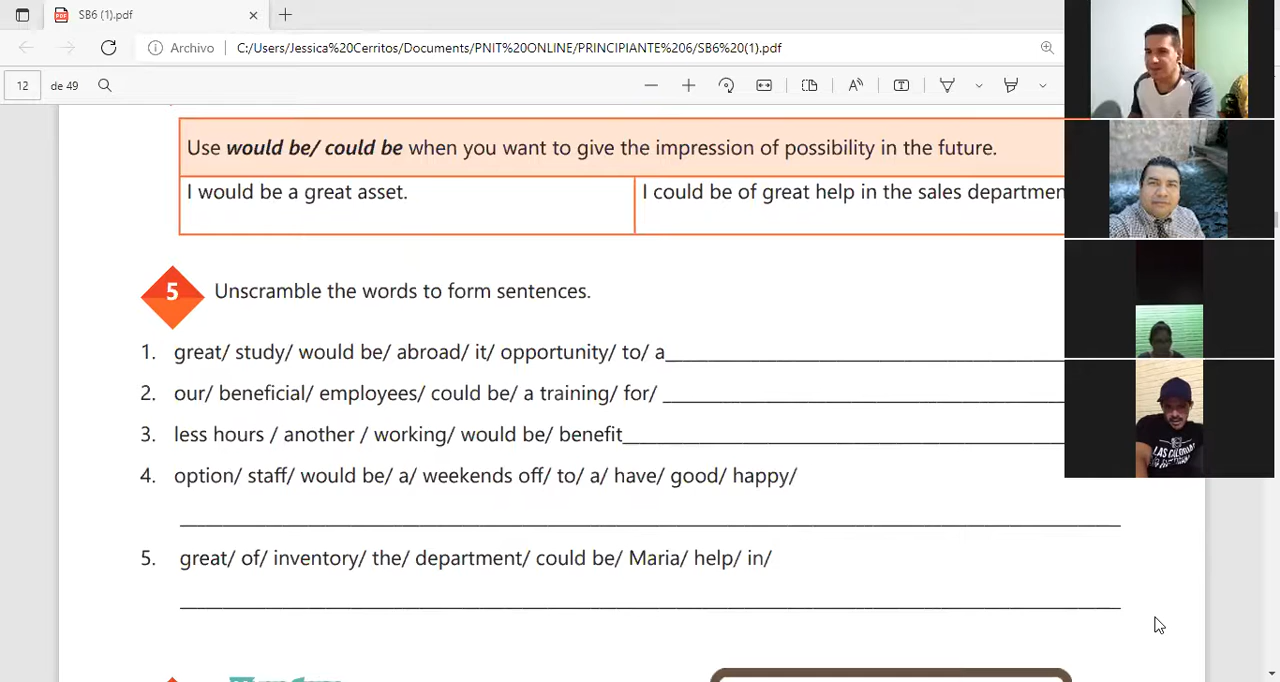 SB6 (1).pdf
Archivo
C:/Users/Jessica%20Cerritos/Documents/PNIT%20ONLINE/PRINCIPIANTE%206/SB6%20(1).pdf
12 de 49
Use would be/ could be when you want to give the impression of possibility in the future.
I would be a great asset.
I could be of great help in the sales departmen
5 Unscramble the words to form sentences.
1. great/ study/ would be/ abroad/ it/ opportunity/ to/ a
2. our/ beneficial/ employees/ could be/ a training/ for/
3. less hours / another / working/ would be/ benefit
4. option/ staff/ would be/ a/ weekends off/ to/ a/ have/ good/ happy/
5. great/ of/ inventory/ the/ department/ could be/ Maria/ help/ in/